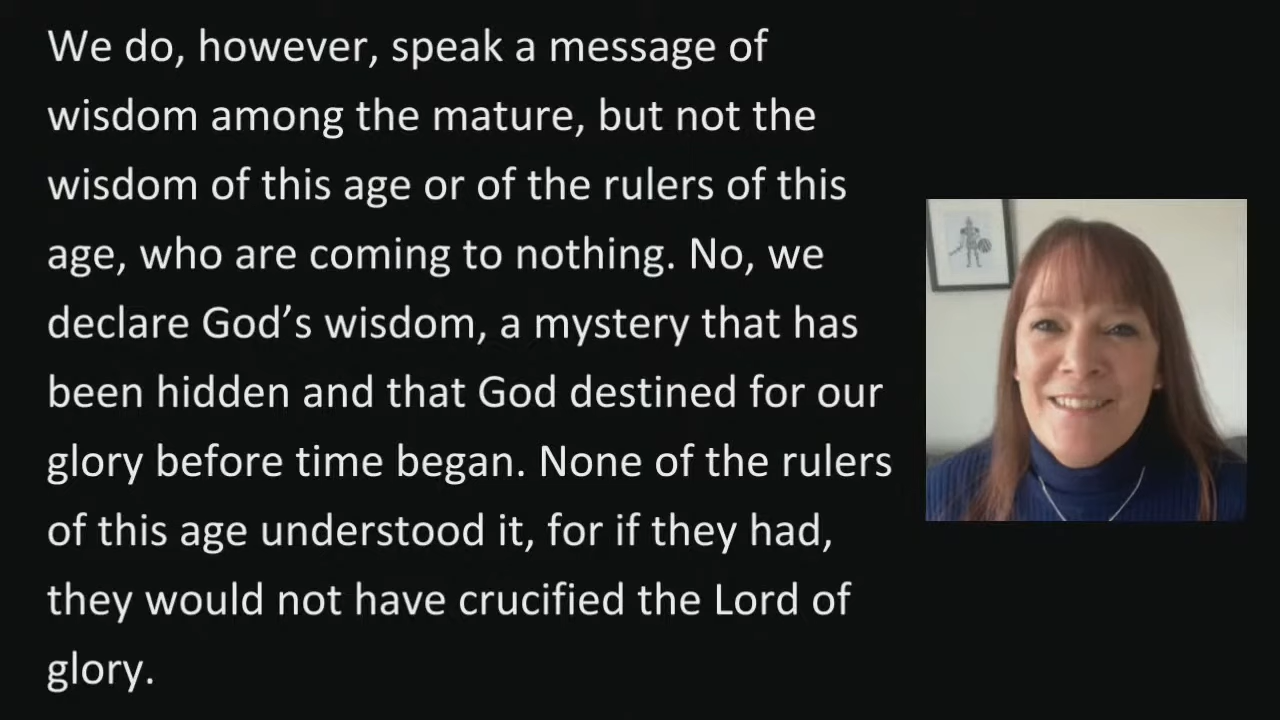 We do, however, speak a message of
wisdom among the mature, but not the
wisdom of this age or of the rulers of this
age, who are coming to nothing. No, we
declare God’s wisdom, a mystery that has
been hidden and that God destined for our
glory before time began. None of the rulers
of this age understood it, for if they had,
they would not have crucified the Lord of
glory.